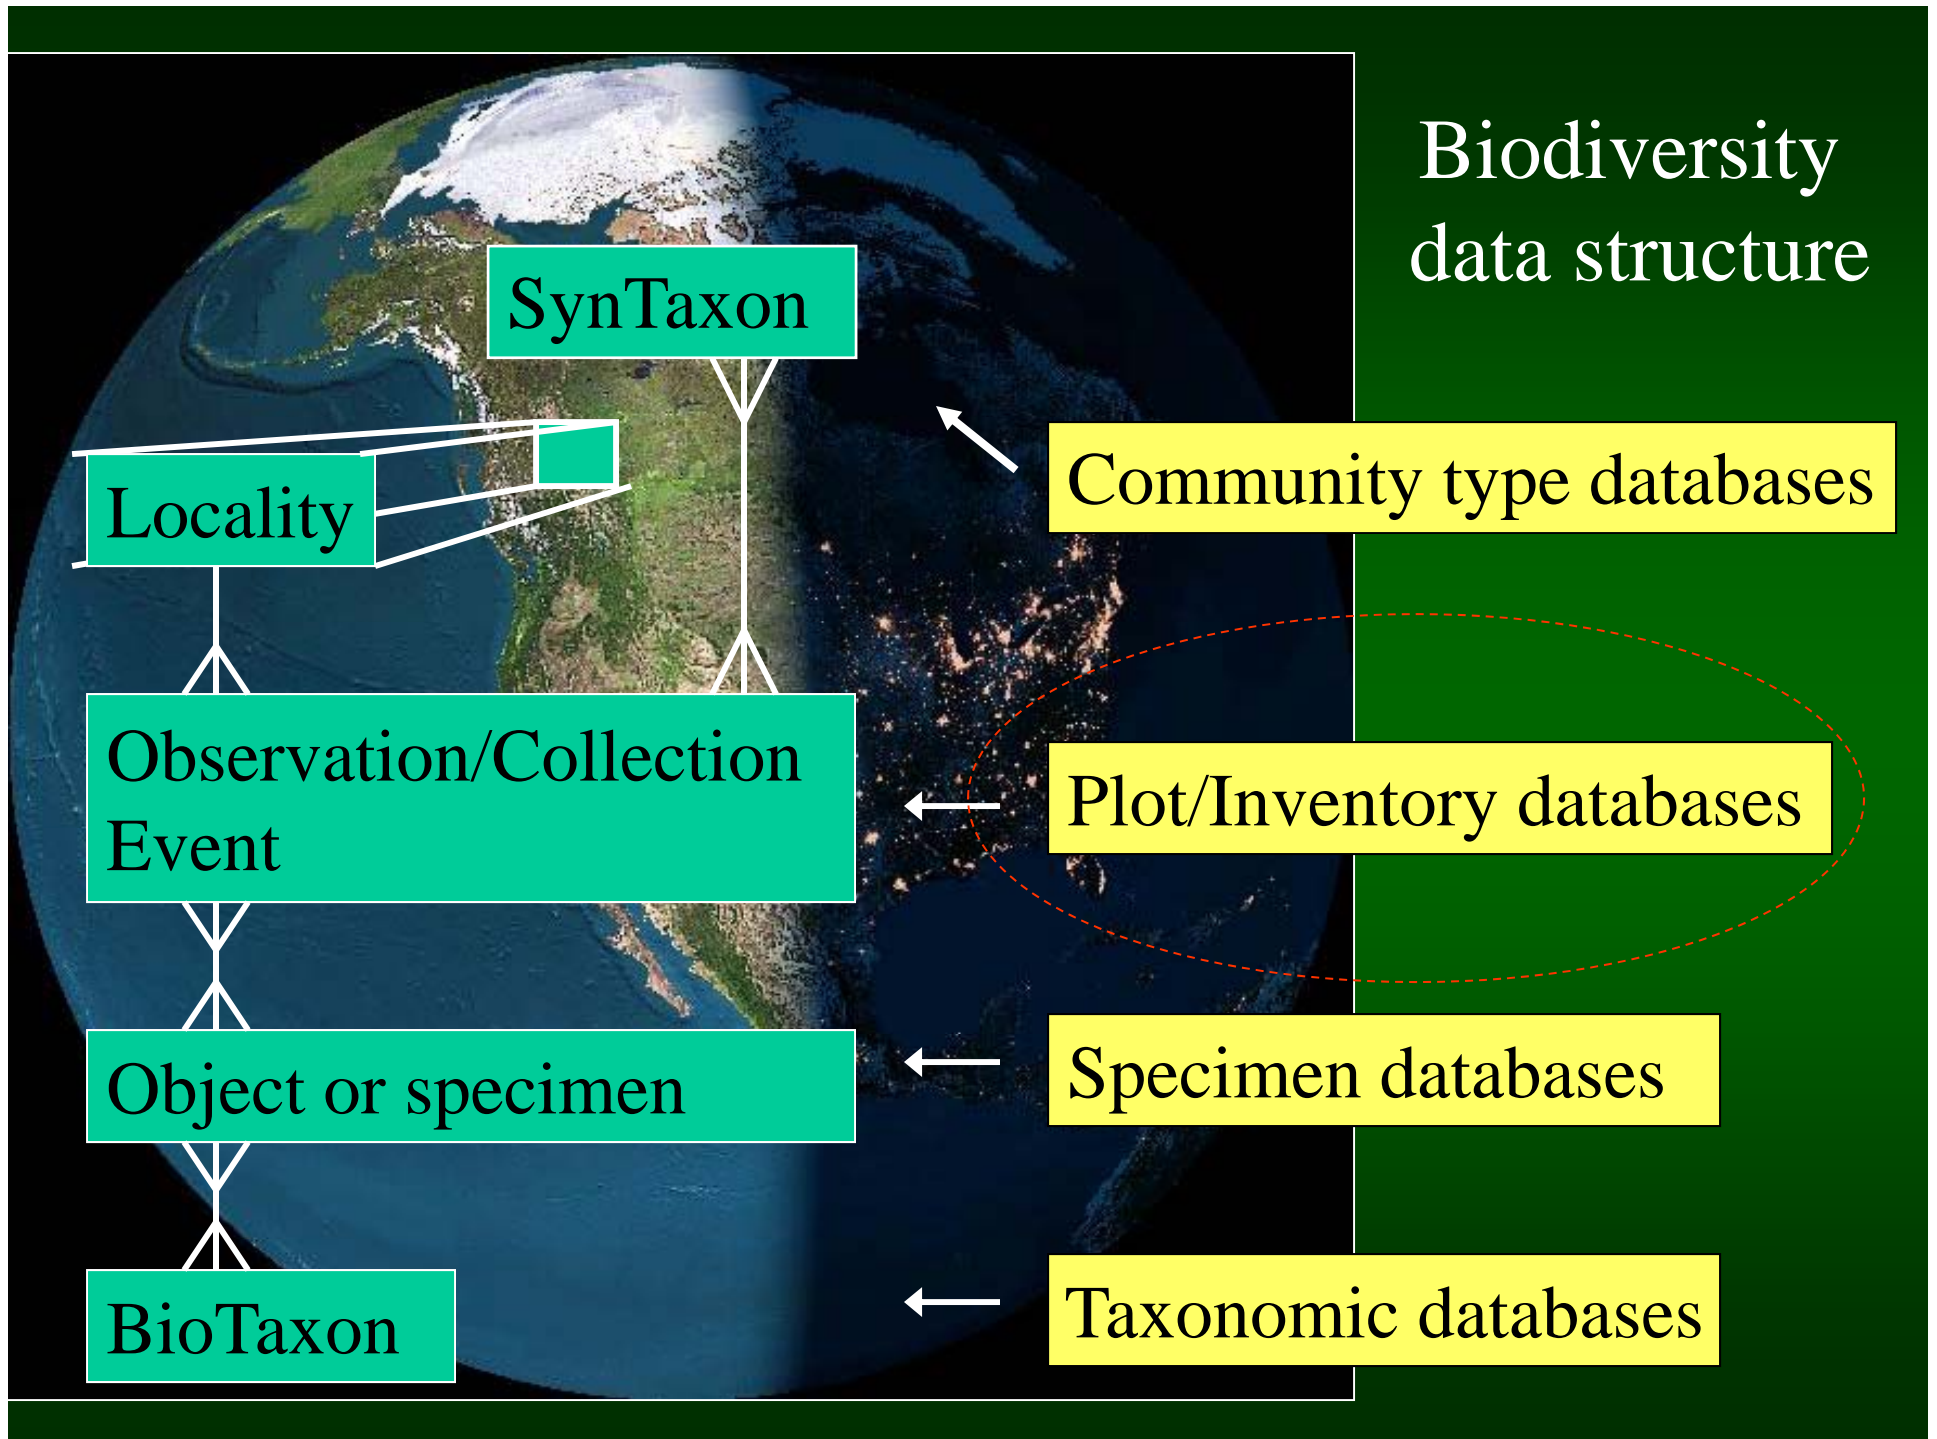 Biodiversity
data structure
SynTaxon
Locality
Community type databases
Observation/Collection
Event
Plot/Inventory databases
Object or specimen
Specimen databases
BioTaxon
Taxonomic databases